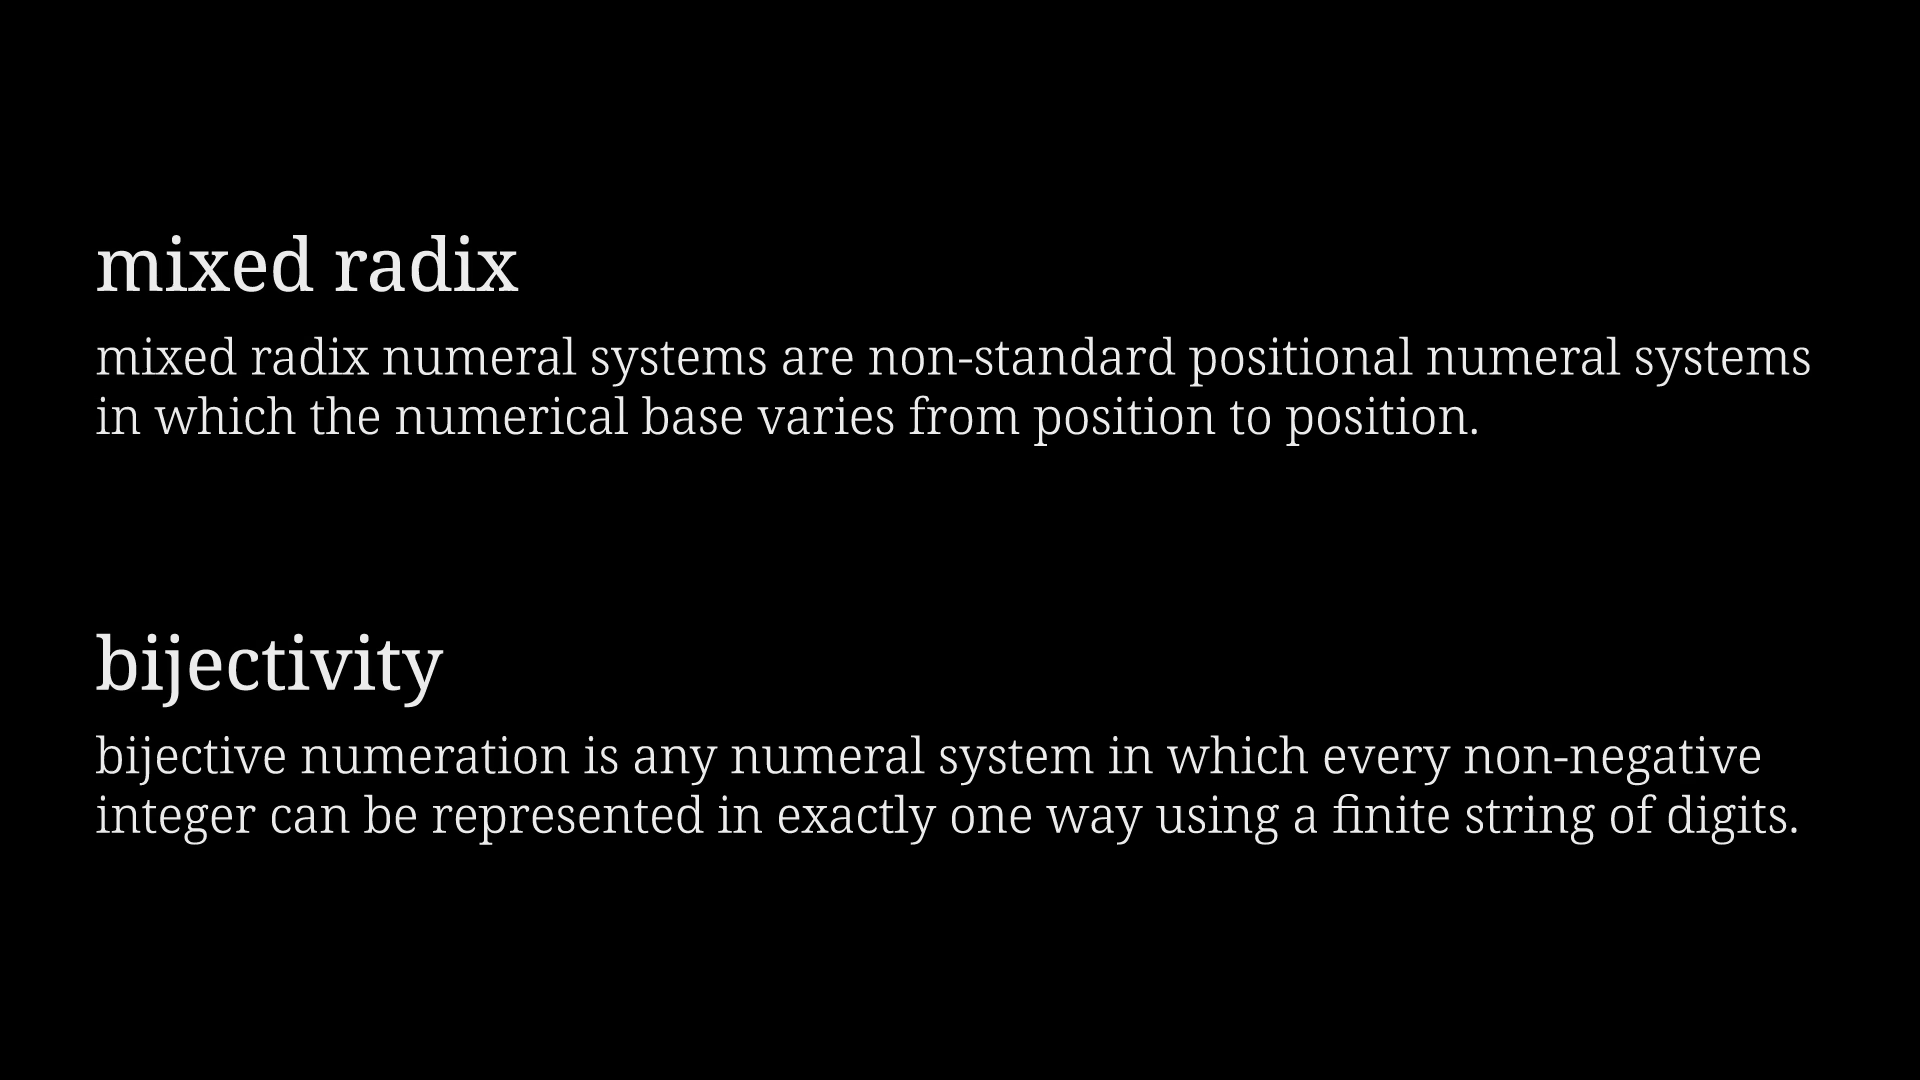 mixed radix
mixed radix numeral systems are non-standard positional numeral systems
in which the numerical base varies from position to position.
bijectivity
bijective numeration is any numeral system in which every non-negative
integer can be represented in exactly one way using a finite string of digits.